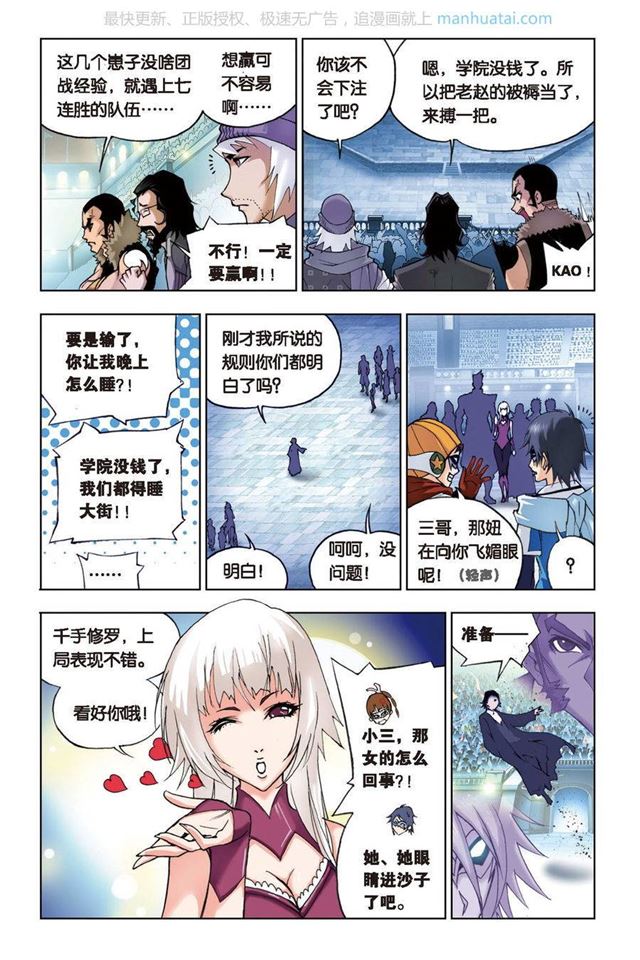 最快更新、正版授权、极速无广告，追漫画就上 manhuatai.com
这几个崽子没啥团
战经验，就遇上七
连胜的队伍……
想赢可
不容易
啊……
不行！一定
要赢啊！！
你该不
会下注
了吧？
嗯，学院没钱了。所
以把老赵的被褥当了，
来搏一把。
KAO！
要是输了，
你让我晚上
怎么睡？！
学院没钱了，
我们都得睡
大街！！
……
刚才我所说的
规则你们都明
白了吗？
明白！
呵呵，没
问题！
三哥，那妞
在向你飞媚眼
呢！（轻声）
？
千手修罗，上
局表现不错。
看好你哦！
小三，那
女的怎么
回事？！
她、她眼
睛进沙子
了吧。
准备——